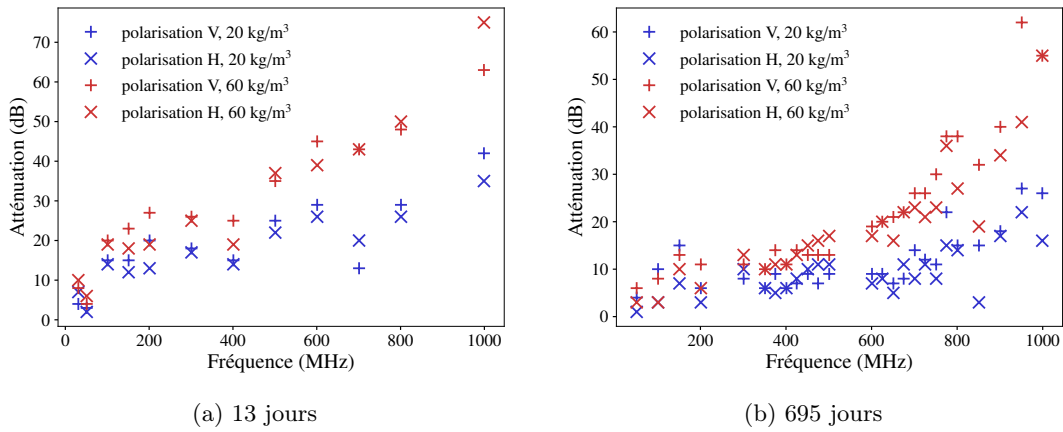 70
60
50
40
30
20
10
0
Atténuation (dB)
polarisation V, 20 kg/m³
polarisation H, 20 kg/m³
polarisation V, 60 kg/m³
polarisation H, 60 kg/m³
0 200 400 600 800 1000
Fréquence (MHz)
(a) 13 jours
60
50
40
30
20
10
0
Atténuation (dB)
polarisation V, 20 kg/m³
polarisation H, 20 kg/m³
polarisation V, 60 kg/m³
polarisation H, 60 kg/m³
200 400 600 800 1000
Fréquence (MHz)
(b) 695 jours